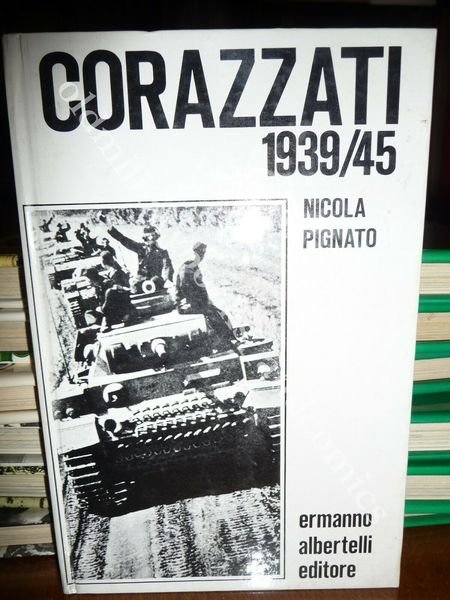 CORAZZATI
1939/45
NICOLA
PIGNATO
ermanno
albertelli
editore